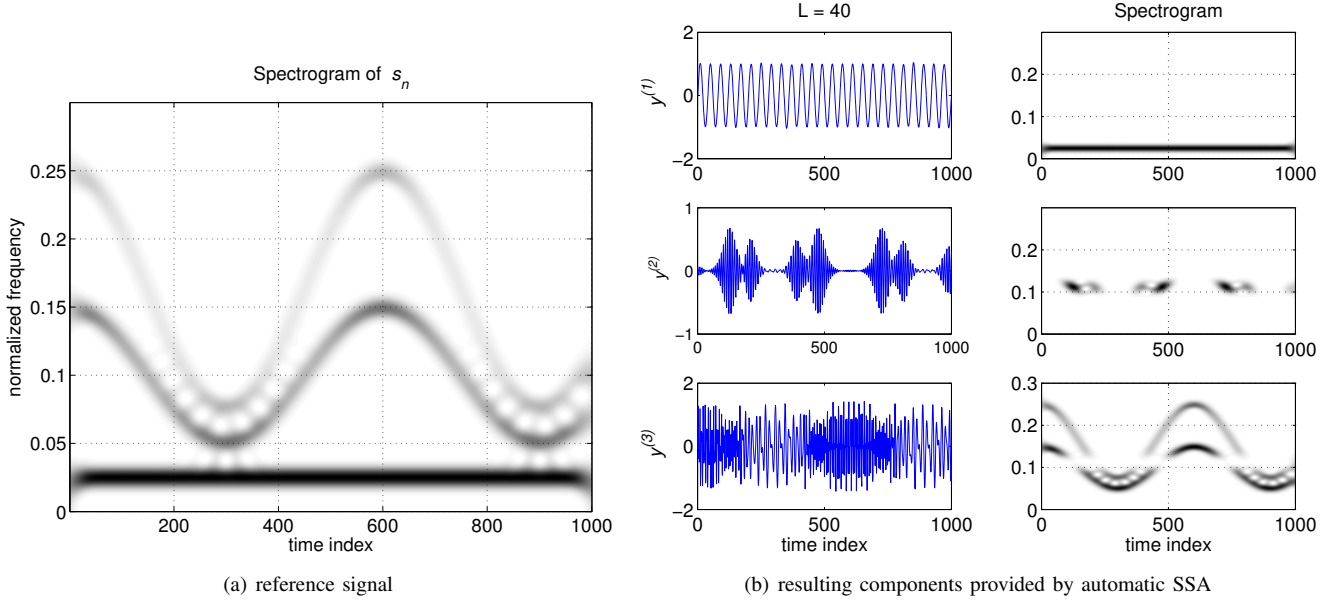 Spectrogram of s_n
normalized frequency
0.25
0.2
0.15
0.1
0.05
0
200 400 600 800 1000
time index
(a) reference signal
L = 40
Spectrogram
y^(1)
2
0
−2
0 500 1000
0.2
0.1
0
0 500 1000
y^(2)
1
0
−1
0 500 1000
0.2
0.1
0
0 500 1000
y^(3)
2
0
−2
0 500 1000
time index
0.3
0.2
0.1
0
0 500 1000
time index
(b) resulting components provided by automatic SSA